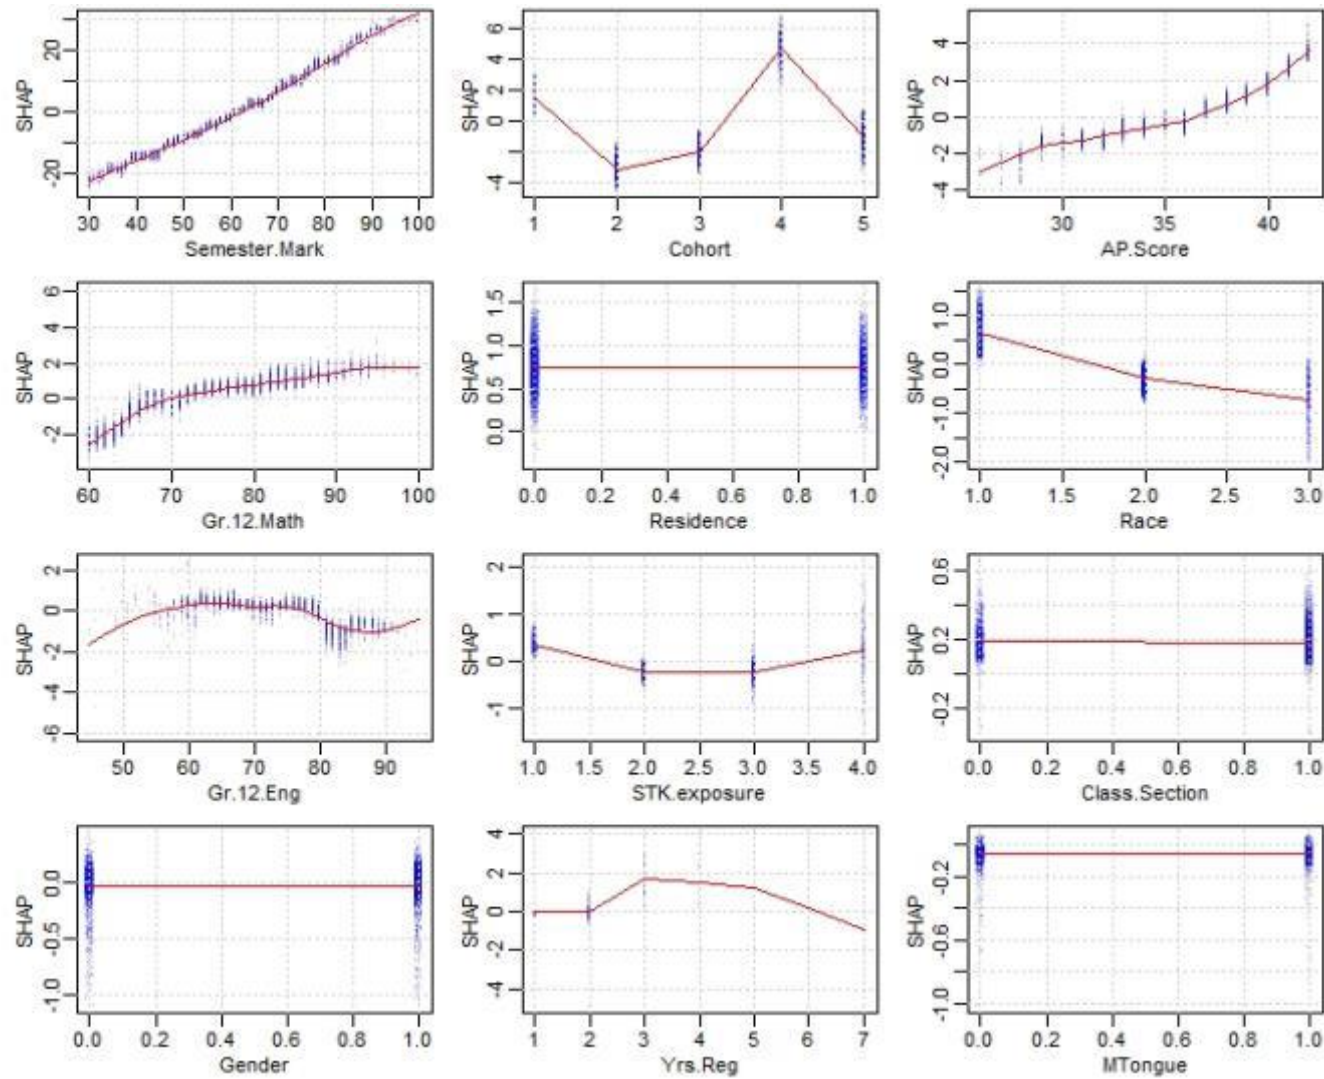 SHAP
20
0
-20
30 40 50 60 70 80 90 100
Semester.Mark
SHAP
6
4
2
0
-4
1 2 3 4 5
Cohort
SHAP
4
2
0
-2
-4
30 35 40
AP.Score
SHAP
6
4
2
0
-2
60 70 80 90 100
Gr.12.Math
SHAP
1.5
1.0
0.5
0.0
0.0 0.2 0.4 0.6 0.8 1.0
Residence
SHAP
1.0
0.0
-1.0
-2.0
1.0 1.5 2.0 2.5 3.0
Race
SHAP
2
0
-2
-4
-6
50 60 70 80 90
Gr.12.Eng
SHAP
2
1
0
-1
1.0 1.5 2.0 2.5 3.0 3.5 4.0
STK.exposure
SHAP
0.6
0.2
-0.2
0.0 0.2 0.4 0.6 0.8 1.0
Class.Section
SHAP
0.0
-0.5
-1.0
0.0 0.2 0.4 0.6 0.8 1.0
Gender
SHAP
4
2
0
-2
-4
1 2 3 4 5 7
Yrs.Reg
SHAP
-0.2
-0.6
-1.0
0.0 0.2 0.4 0.6 0.8 1.0
MTongue